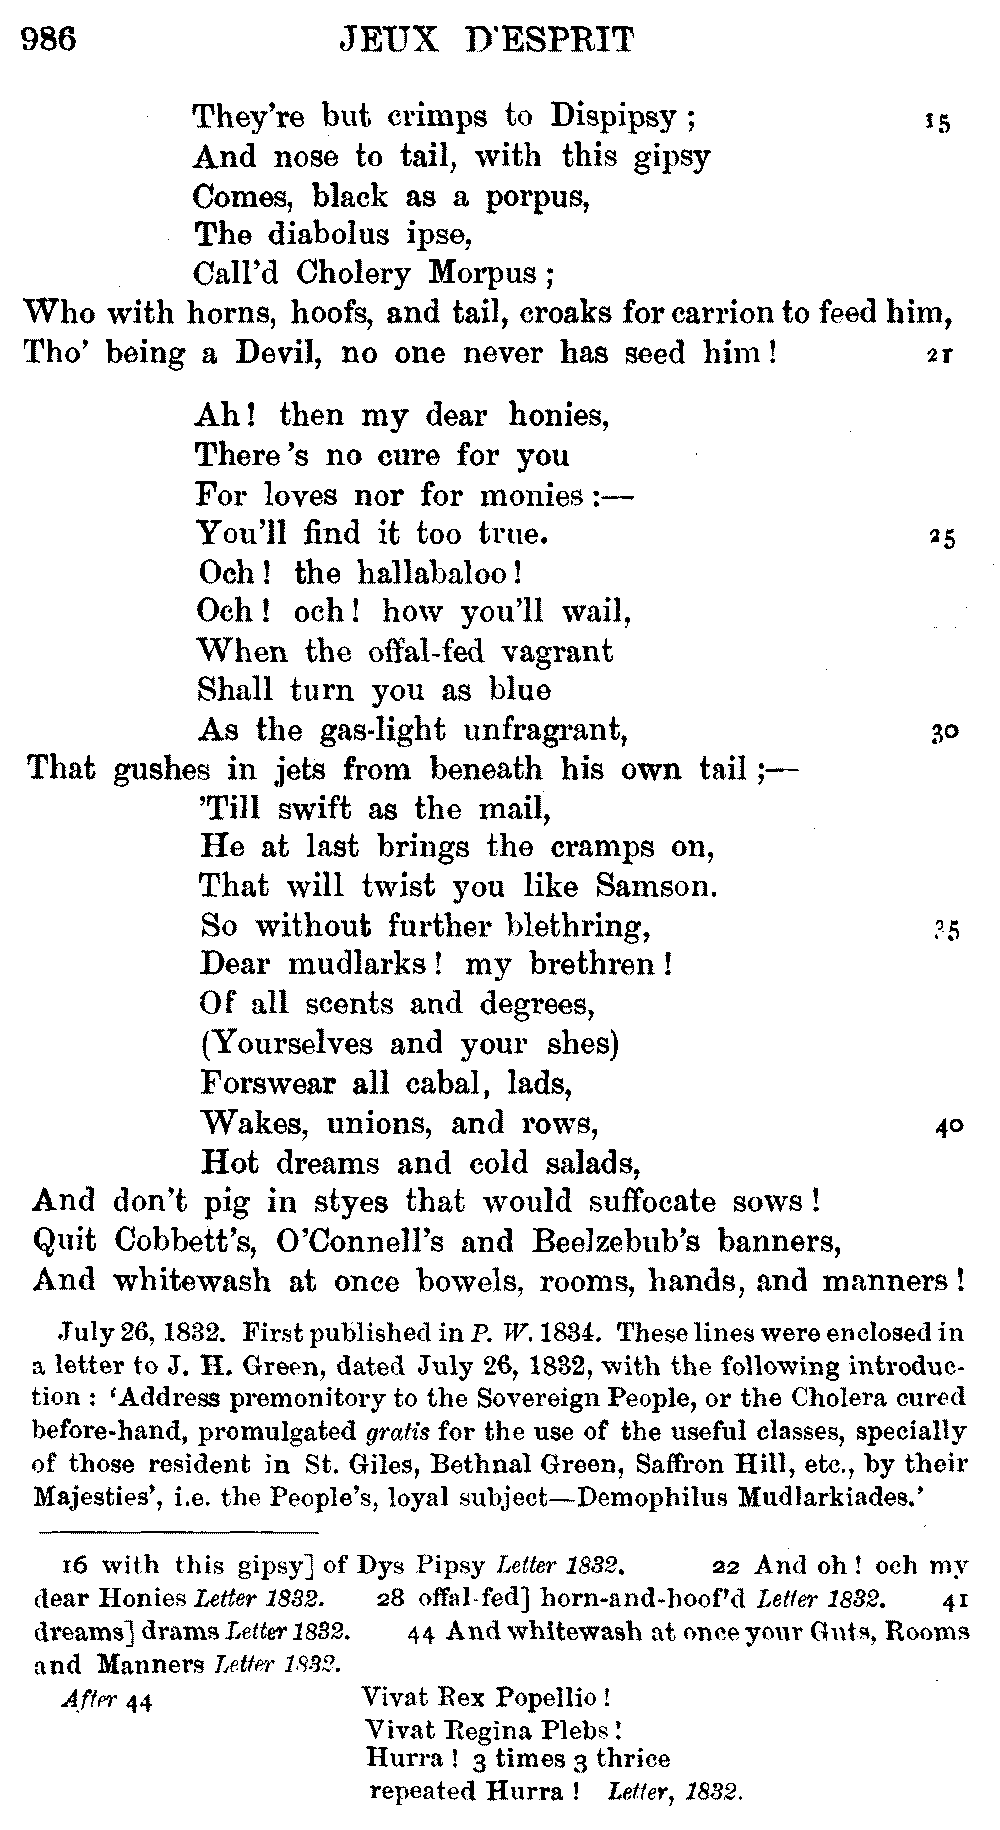 986 JEUX D'ESPRIT
They're but crimps to Dispipsy ; 15
And nose to tail, with this gipsy
Comes, black as a porpus,
The diabolus ipse,
Call'd Cholery Morpus ;
Who with horns, hoofs, and tail, croaks for carrion to feed him,
Tho' being a Devil, no one never has seed him ! 21
Ah ! then my dear honies,
There's no cure for you
For loves nor for monies :—
You'll find it too true. 25
Och ! the hallabaloo !
Och ! och ! how you'll wail,
When the offal-fed vagrant
Shall turn you as blue
As the gas-light unfragrant, 30
That gushes in jets from beneath his own tail ;—
'Till swift as the mail,
He at last brings the cramps on,
That will twist you like Samson.
So without further blethring, 35
Dear mudlarks ! my brethren !
Of all scents and degrees,
(Yourselves and your shes)
Forswear all cabal, lads,
Wakes, unions, and rows, 40
Hot dreams and cold salads,
And don't pig in styes that would suffocate sows !
Quit Cobbett's, O'Connell's and Beelzebub's banners,
And whitewash at once bowels, rooms, hands, and manners !
July 26, 1832. First published in P. W. 1834. These lines were enclosed in
a letter to J. H. Green, dated July 26, 1832, with the following introduc-
tion : 'Address premonitory to the Sovereign People, or the Cholera cured
before-hand, promulgated gratis for the use of the useful classes, specially
of those resident in St. Giles, Bethnal Green, Saffron Hill, etc., by their
Majesties', i.e. the People's, loyal subject—Demophilus Mudlarkiades.'
16 with this gipsy] of Dys Pipsy Letter 1832. 22 And oh ! och my
dear Honies Letter 1832. 28 offal-fed] horn-and-hoof'd Letter 1832. 41
dreams] drams Letter 1832. 44 And whitewash at once your Guts, Rooms
and Manners Letter 1832.
After 44 Vivat Rex Popellio !
Vivat Regina Plebs !
Hurra ! 3 times 3 thrice
repeated Hurra ! Letter, 1832.